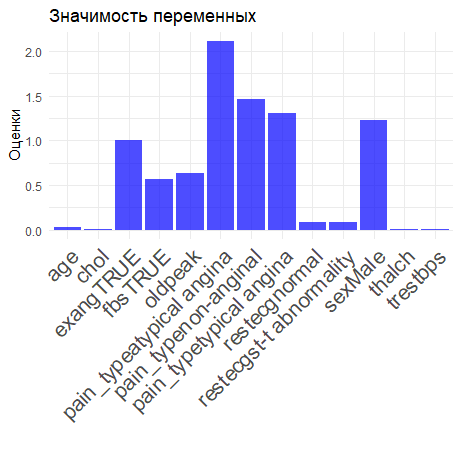 Значимость переменных
Оценки
2.0
1.5
1.0
0.5
0.0
age
chol
exangTRUE
fbsTRUE
oldpeak
pain_typeatypical angina
pain_typenon-anginal
pain_typetypical angina
restecgnormal
restecgst-t abnormality
sexMale
thalch
trestbps